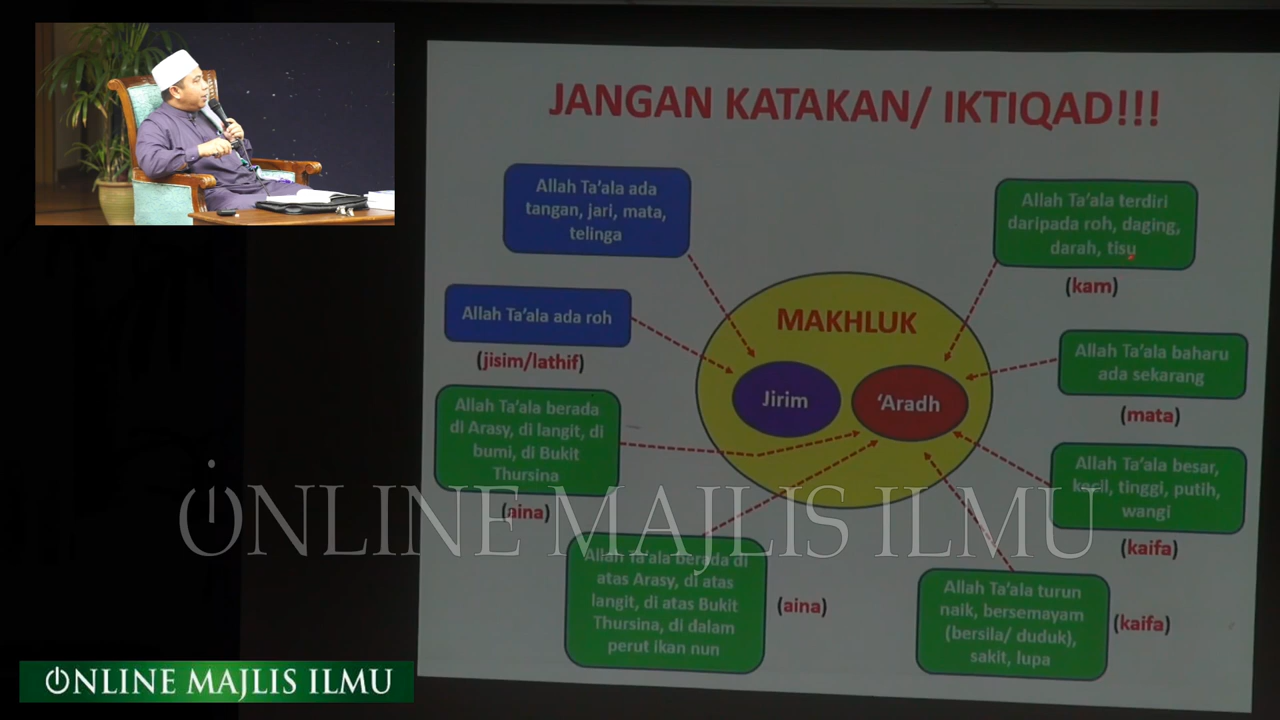 JANGAN KATAKAN/ IKTIQAD!!!
Allah Ta'ala ada
tangan, jari, mata,
telinga
Allah Ta'ala ada roh
(jisim/lathif)
Allah Ta'ala berada
di Arasy, di langit, di
bumi, di Bukit
Thursina
(aina)
Allah Ta'ala berada di
atas Arasy, di atas
langit, di atas Bukit
Thursina, di dalam
perut ikan nun
(aina)
MAKHLUK
Jirim
'Aradh
Allah Ta'ala terdiri
daripada roh, daging,
darah, tisu
(kam)
Allah Ta'ala baharu
ada sekarang
(mata)
Allah Ta'ala besar,
kecil, tinggi, putih,
wangi
(kaifa)
Allah Ta'ala turun
naik, bersemayam
(bersila/ duduk),
sakit, lupa
(kaifa)
ONLINE MAJLIS ILMU
ONLINE MAJLIS ILMU